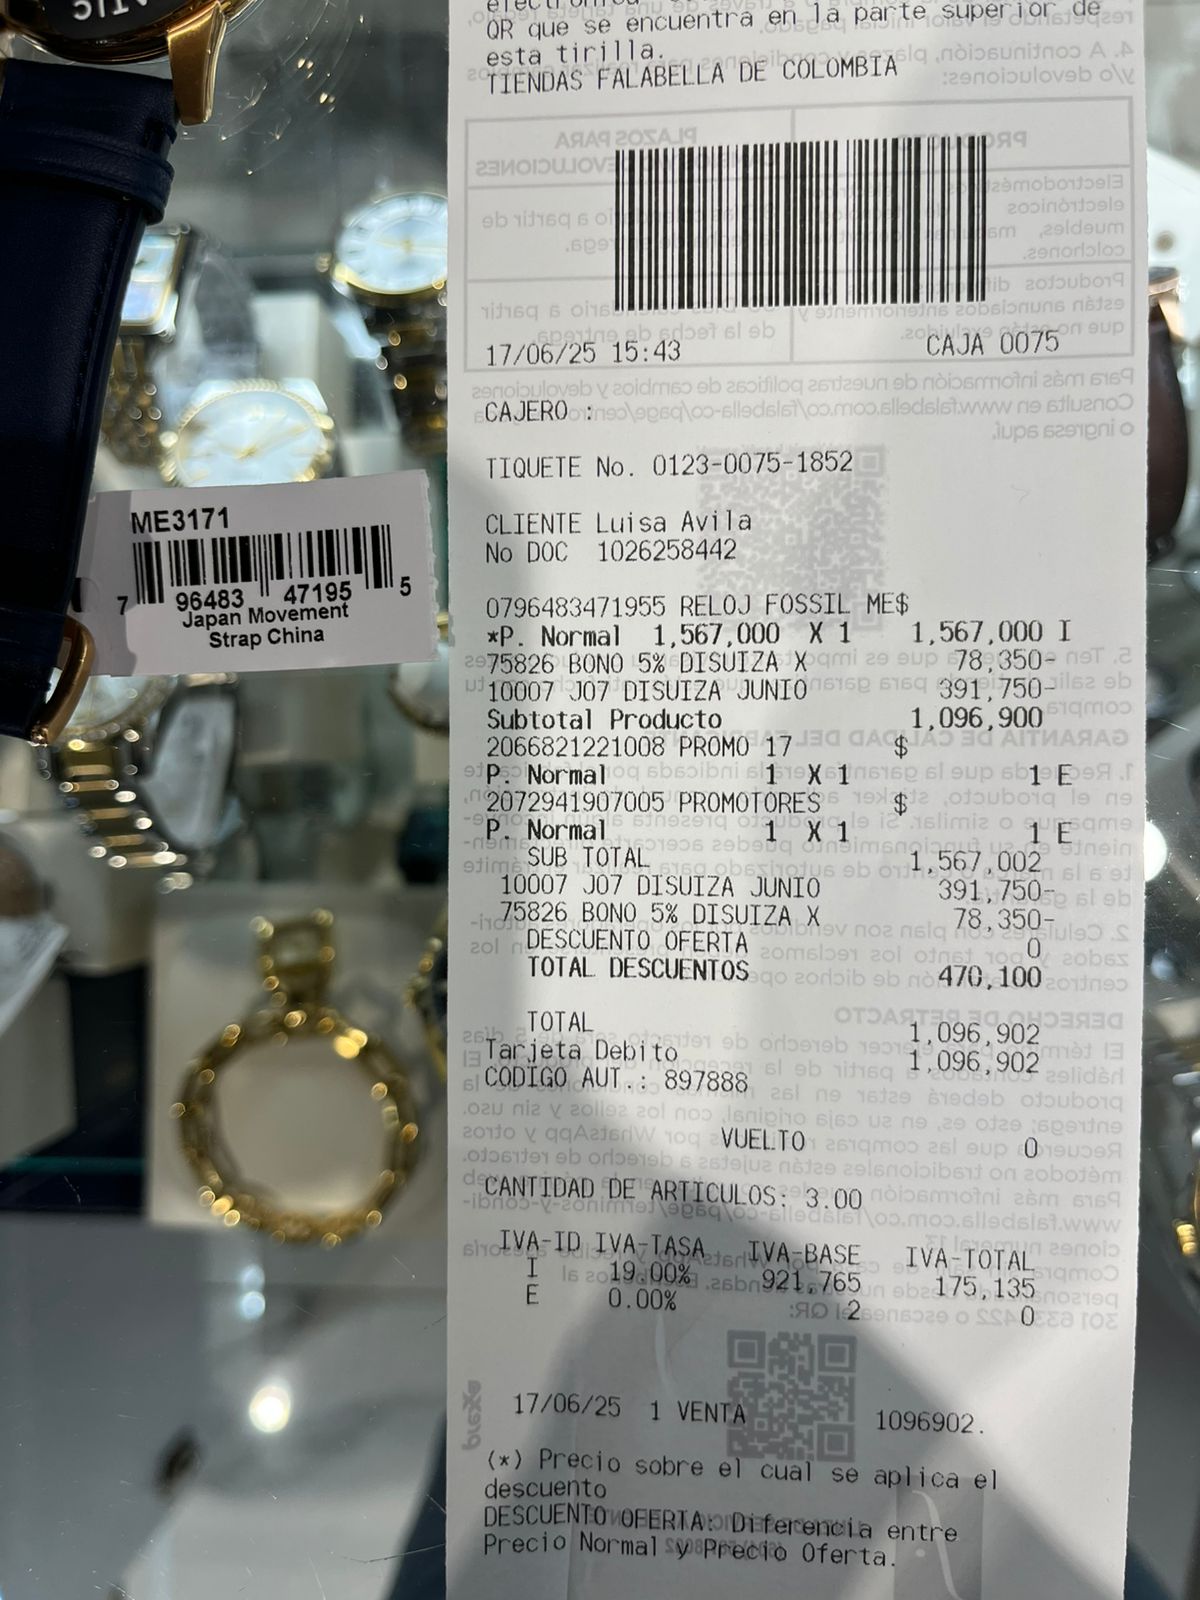 electrónica
QR que se encuentra en la parte superior de
esta tirilla.
TIENDAS FALABELLA DE COLOMBIA
17/06/25 15:43 CAJA 0075
CAJERO :
TIQUETE No. 0123-0075-1852
CLIENTE Luisa Avila
No DOC 1026258442
0796483471955 RELOJ FOSSIL ME$
*P. Normal 1,567,000 X 1 1,567,000 I
75826 BONO 5% DISUIZA X 78,350-
10007 J07 DISUIZA JUNIO 391,750-
Subtotal Producto 1,096,900
2066821221008 PROMO 17 $
P. Normal 1 X 1 1 E
2072941907005 PROMOTORES $
P. Normal 1 X 1 1 E
SUB TOTAL 1,567,002
10007 J07 DISUIZA JUNIO 391,750-
75826 BONO 5% DISUIZA X 78,350-
DESCUENTO OFERTA 0
TOTAL DESCUENTOS 470,100
TOTAL 1,096,902
Tarjeta Debito 1,096,902
CODIGO AUT.: 897888
VUELTO 0
CANTIDAD DE ARTICULOS: 3.00
IVA-ID IVA-TASA IVA-BASE IVA-TOTAL
I 19.00% 921,765 175,135
E 0.00% 2 0
17/06/25 1 VENTA 1096902.
(*) Precio sobre el cual se aplica el
descuento
DESCUENTO OFERTA: Diferencia entre
Precio Normal y Precio Oferta.
ME3171
7 96483 47195 5
Japan Movement
Strap China